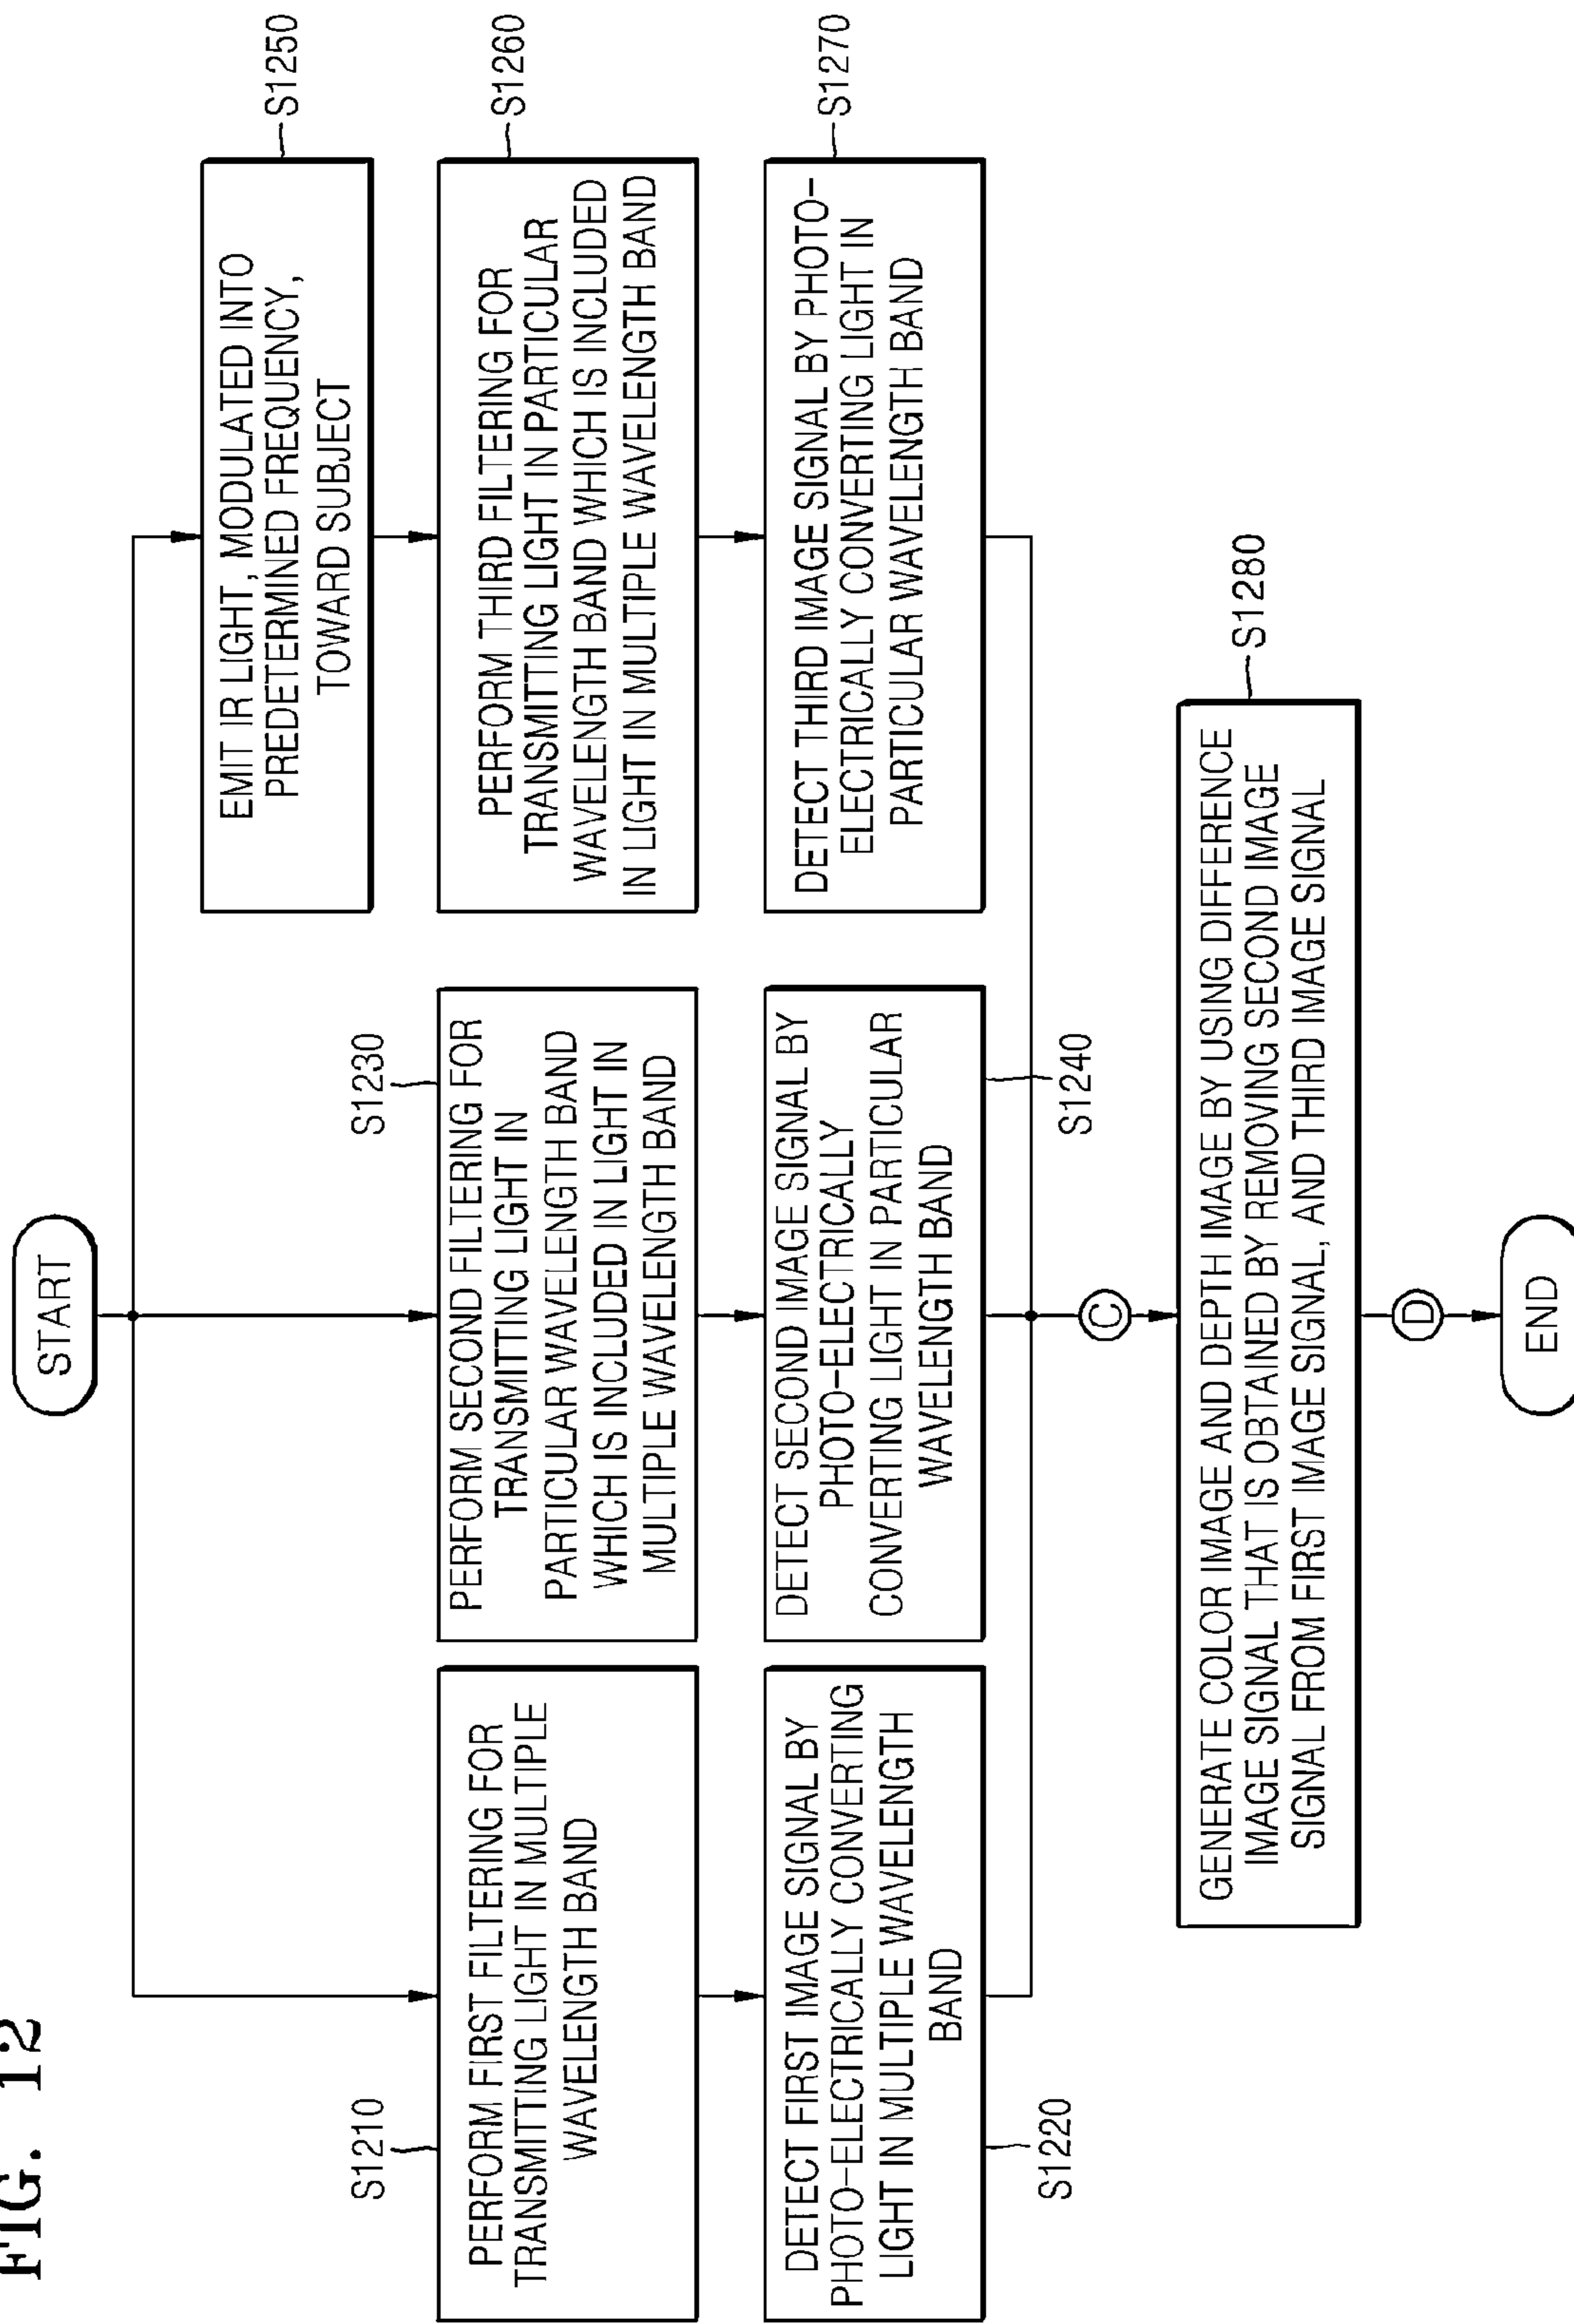 FIG. 12
START
S1210
PERFORM FIRST FILTERING FOR
TRANSMITTING LIGHT IN MULTIPLE
WAVELENGTH BAND
DETECT FIRST IMAGE SIGNAL BY
PHOTO-ELECTRICALLY CONVERTING
LIGHT IN MULTIPLE WAVELENGTH
BAND
S1220
S1230
PERFORM SECOND FILTERING FOR
TRANSMITTING LIGHT IN
PARTICULAR WAVELENGTH BAND
WHICH IS INCLUDED IN LIGHT IN
MULTIPLE WAVELENGTH BAND
DETECT SECOND IMAGE SIGNAL BY
PHOTO-ELECTRICALLY
CONVERTING LIGHT IN PARTICULAR
WAVELENGTH BAND
S1240
EMIT IR LIGHT, MODULATED INTO
PREDETERMINED FREQUENCY,
TOWARD SUBJECT
S1250
PERFORM THIRD FILTERING FOR
TRANSMITTING LIGHT IN PARTICULAR
WAVELENGTH BAND WHICH IS INCLUDED
IN LIGHT IN MULTIPLE WAVELENGTH BAND
S1260
DETECT THIRD IMAGE SIGNAL BY PHOTO-
ELECTRICALLY CONVERTING LIGHT IN
PARTICULAR WAVELENGTH BAND
S1270
C
GENERATE COLOR IMAGE AND DEPTH IMAGE BY USING DIFFERENCE
IMAGE SIGNAL THAT IS OBTAINED BY REMOVING SECOND IMAGE
SIGNAL FROM FIRST IMAGE SIGNAL, AND THIRD IMAGE SIGNAL
S1280
D
END